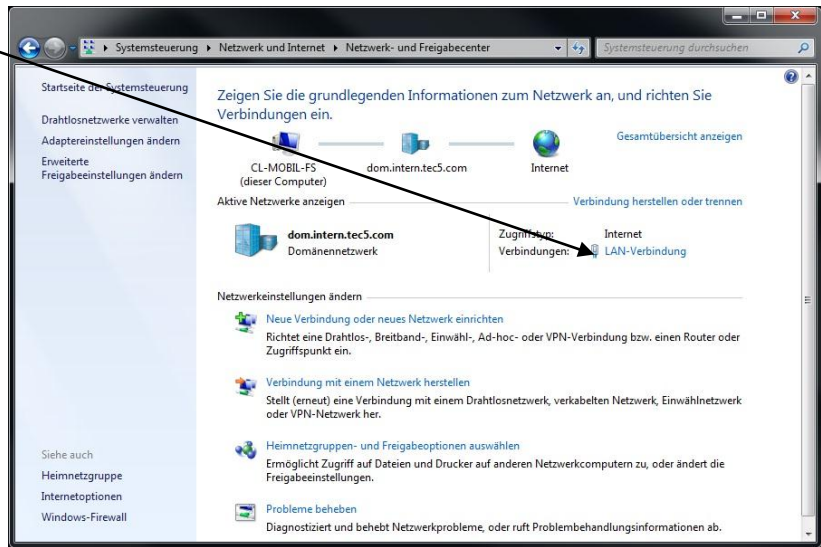 Systemsteuerung ▸ Netzwerk und Internet ▸ Netzwerk- und Freigabecenter
Systemsteuerung durchsuchen
Startseite der Systemsteuerung
Drahtlosnetzwerke verwalten
Adaptereinstellungen ändern
Erweiterte
Freigabeeinstellungen ändern
Zeigen Sie die grundlegenden Informationen zum Netzwerk an, und richten Sie
Verbindungen ein.
Gesamtübersicht anzeigen
CL-MOBIL-FS dom.intern.tec5.com Internet
(dieser Computer)
Aktive Netzwerke anzeigen Verbindung herstellen oder trennen
dom.intern.tec5.com Zugriffstyp: Internet
Domänennetzwerk Verbindungen: LAN-Verbindung
Netzwerkeinstellungen ändern
Neue Verbindung oder neues Netzwerk einrichten
Richtet eine Drahtlos-, Breitband-, Einwähl-, Ad-hoc- oder VPN-Verbindung bzw. einen Router oder
Zugriffspunkt ein.
Verbindung mit einem Netzwerk herstellen
Stellt (erneut) eine Verbindung mit einem Drahtlosnetzwerk, verkabelten Netzwerk, Einwählnetzwerk
oder VPN-Netzwerk her.
Heimnetzgruppen- und Freigabeoptionen auswählen
Ermöglicht Zugriff auf Dateien und Drucker auf anderen Netzwerkcomputern zu, oder ändert die
Freigabeeinstellungen.
Probleme beheben
Diagnostiziert und behebt Netzwerkprobleme, oder ruft Problembehandlungsinformationen ab.
Siehe auch
Heimnetzgruppe
Internetoptionen
Windows-Firewall